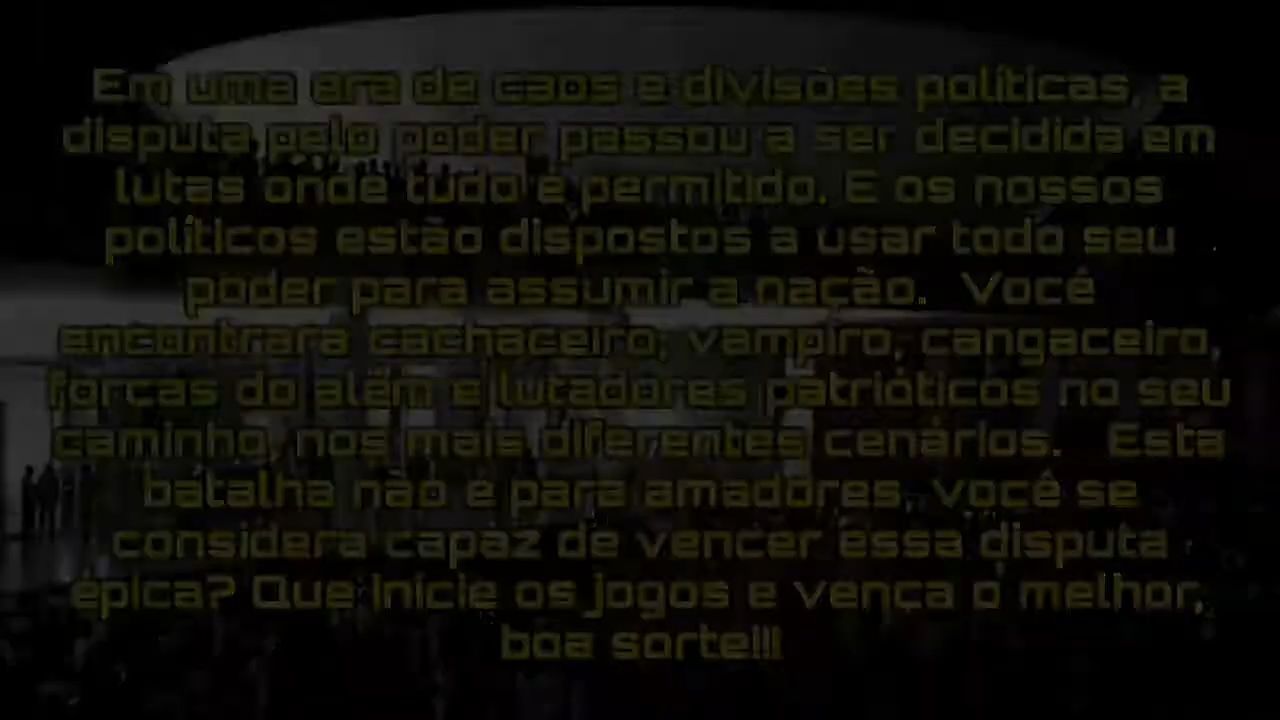 Em uma era de caos e divisões políticas, a
disputa pelo poder passou a ser decidida em
lutas onde tudo é permitido. E os nossos
políticos estão dispostos a usar todo seu
poder para assumir a nação. Você
encontrará cachaceiro, vampiro, cangaceiro,
forças do além e lutadores patrióticos no seu
caminho, nos mais diferentes cenários. Esta
batalha não é para amadores, você se
considera capaz de vencer essa disputa
épica? Que inicie os jogos e vença o melhor,
boa sorte!!!